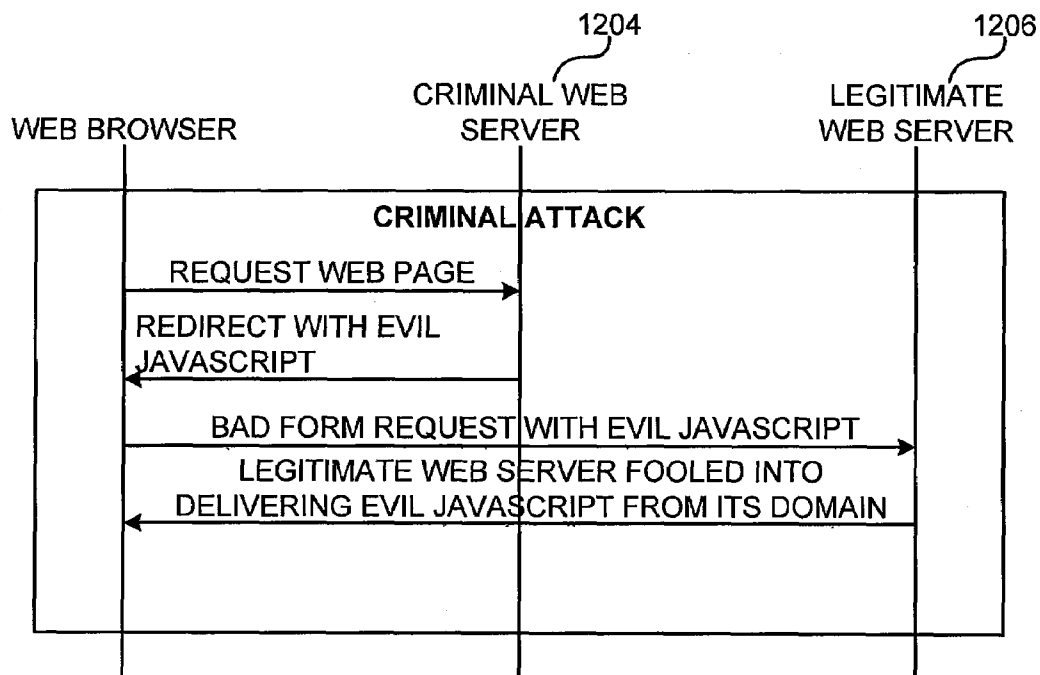 1204
1206
CRIMINAL WEB
SERVER
LEGITIMATE
WEB SERVER
WEB BROWSER
CRIMINAL ATTACK
REQUEST WEB PAGE
REDIRECT WITH EVIL
JAVASCRIPT
BAD FORM REQUEST WITH EVIL JAVASCRIPT
LEGITIMATE WEB SERVER FOOLED INTO
DELIVERING EVIL JAVASCRIPT FROM ITS DOMAIN